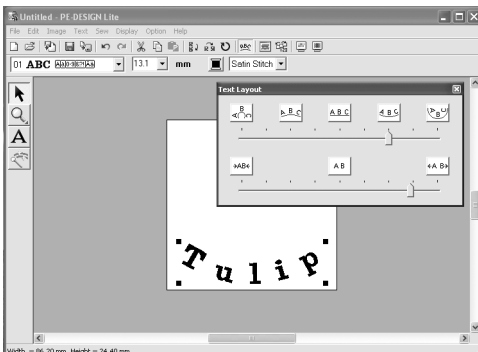 Untitled - PE-DESIGN Lite
File Edit Image Text Sew Display Option Help
01 ABC 13.1 mm Satin Stitch
Text Layout
A B C
A B C
A B C
A B C
A B C
AB
A B
A B
A
Tulip
Width = 86.20 mm Height = 24.40 mm